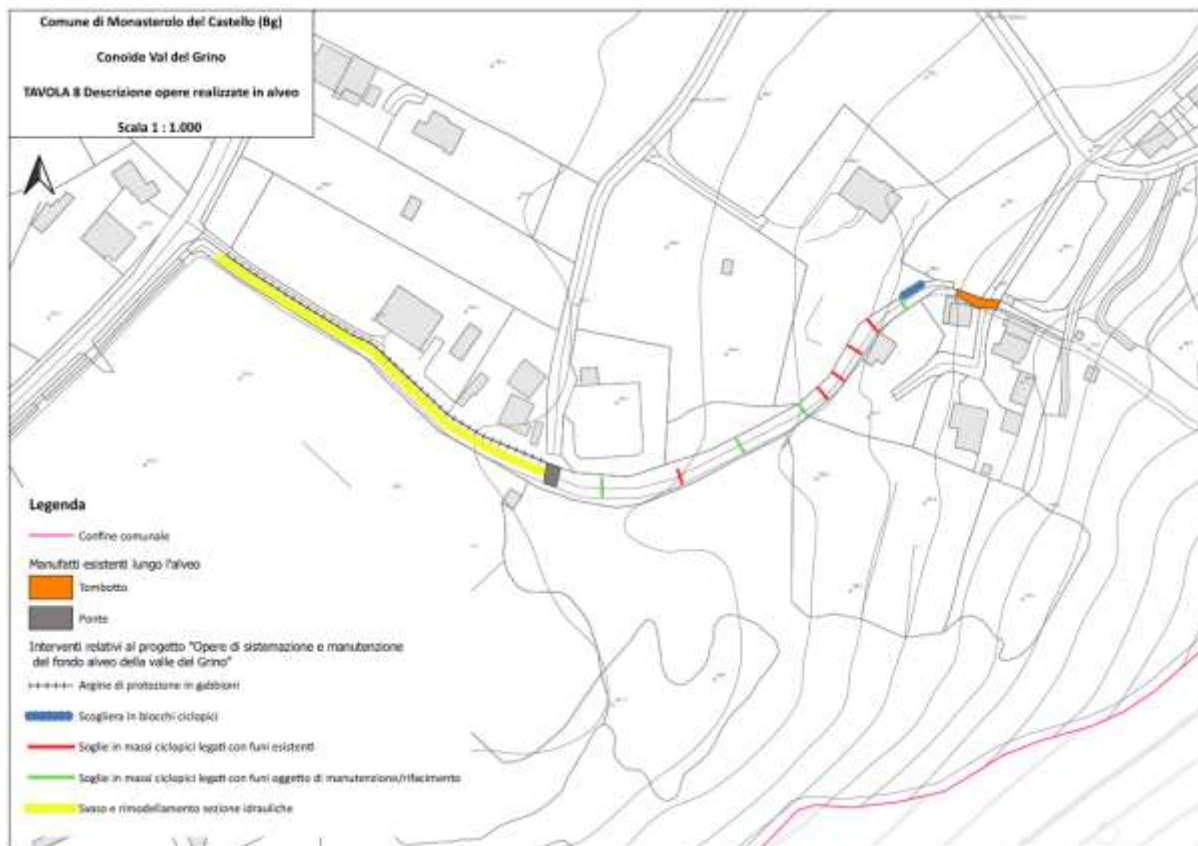 Comune di Monasterolo del Castello (Bg)
Conoide Val del Grino
TAVOLA 8 Descrizione opere realizzate in alveo
Scala 1 : 1.000
Legenda
Confine comunale
Manufatti esistenti lungo l'alveo
Tombotto
Ponte
Interventi relativi al progetto "Opere di sistemazione e manutenzione
del fondo alveo della valle del Grino"
Argine di protezione in gabbioni
Scogliera in blocchi ciclopici
Soglie in massi ciclopici legati con funi esistenti
Soglie in massi ciclopici legati con funi oggetto di manutenzione/rifacimento
Svaso e rimodellamento sezione idrauliche